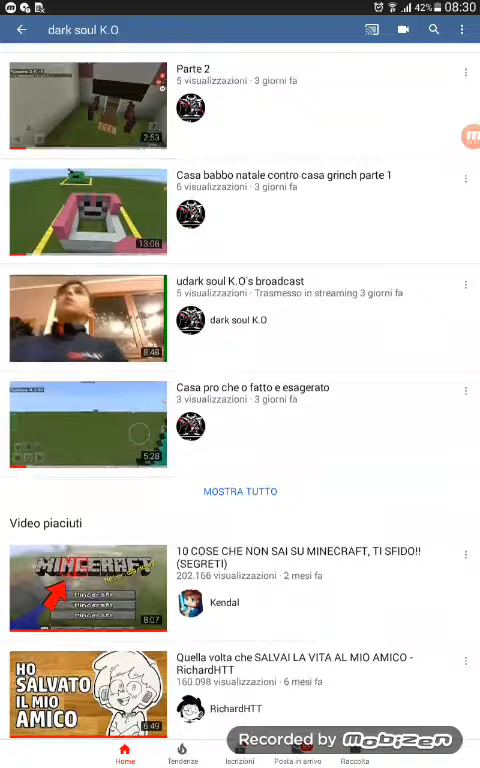 42% 08:30
dark soul K.O
Parte 2
5 visualizzazioni · 3 giorni fa
2:53
Casa babbo natale contro casa grinch parte 1
6 visualizzazioni · 3 giorni fa
13:08
udark soul K.O's broadcast
5 visualizzazioni · Trasmesso in streaming 3 giorni fa
dark soul K.O
8:48
Casa pro che o fatto e esagerato
3 visualizzazioni · 3 giorni fa
5:28
MOSTRA TUTTO
Video piaciuti
10 COSE CHE NON SAI SU MINECRAFT, TI SFIDO!!
(SEGRETI)
202.166 visualizzazioni · 2 mesi fa
MINCERAFT
Kendal
8:07
Quella volta che SALVAI LA VITA AL MIO AMICO -
RichardHTT
160.098 visualizzazioni · 6 mesi fa
HO
SALVATO
IL MIO
AMICO
RichardHTT
6:49
Recorded by mobizen
Home
Tendenze
Iscrizioni
Posta in arrivo
Raccolta